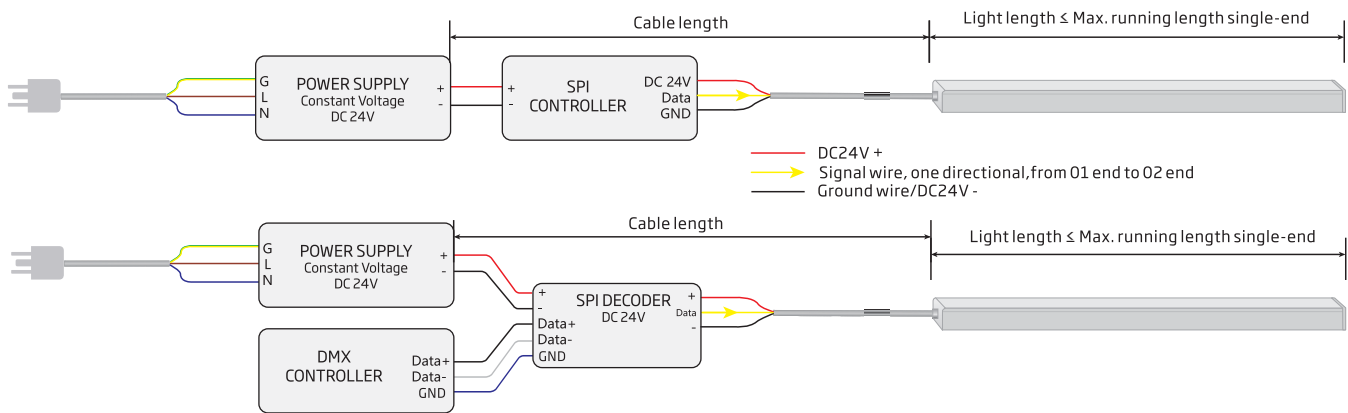 Cable length
Light length ≤ Max. running length single-end
G
L
N
POWER SUPPLY
Constant Voltage
DC 24V
+
-
+
-
SPI
CONTROLLER
DC 24V
Data
GND
DC24V +
Signal wire, one directional,from 01 end to 02 end
Ground wire/DC24V -
Cable length
Light length ≤ Max. running length single-end
G
L
N
POWER SUPPLY
Constant Voltage
DC 24V
+
-
+
-
Data+
Data-
GND
SPI DECODER
DC 24V
+
Data
-
DMX
CONTROLLER
Data+
Data-
GND